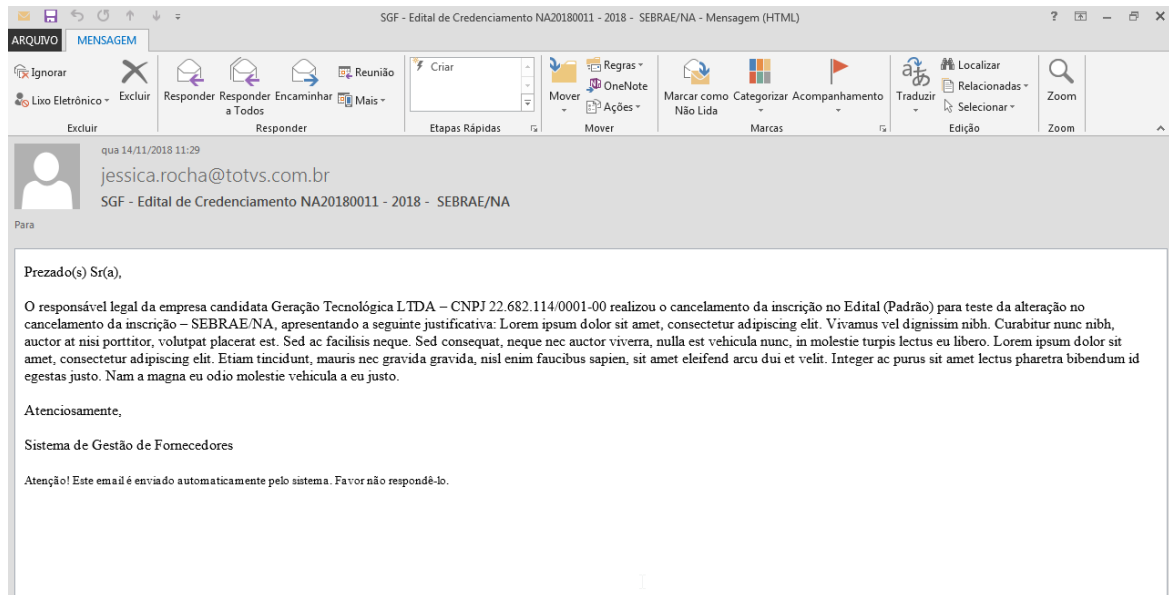 SGF - Edital de Credenciamento NA20180011 - 2018 - SEBRAE/NA - Mensagem (HTML)
ARQUIVO MENSAGEM
Ignorar
Lixo Eletrônico
Excluir
Responder Responder a Todos Encaminhar
Reunião
Mais
Criar
Mover
Regras
OneNote
Ações
Marcar como Não Lida
Categorizar Acompanhamento
Traduzir
Localizar
Relacionadas
Selecionar
Zoom
Excluir Responder Etapas Rápidas Mover Marcas Edição Zoom
qua 14/11/2018 11:29
jessica.rocha@totvs.com.br
SGF - Edital de Credenciamento NA20180011 - 2018 - SEBRAE/NA
Para
Prezado(s) Sr(a),
O responsável legal da empresa candidata Geração Tecnológica LTDA – CNPJ 22.682.114/0001-00 realizou o cancelamento da inscrição no Edital (Padrão) para teste da alteração no
cancelamento da inscrição – SEBRAE/NA, apresentando a seguinte justificativa: Lorem ipsum dolor sit amet, consectetur adipiscing elit. Vivamus vel dignissim nibh. Curabitur nunc nibh,
auctor at nisi porttitor, volutpat placerat est. Sed ac facilisis neque. Sed consequat, neque nec auctor viverra, nulla est vehicula nunc, in molestie turpis lectus eu libero. Lorem ipsum dolor sit
amet, consectetur adipiscing elit. Etiam tincidunt, mauris nec gravida gravida, nisl enim faucibus sapien, sit amet eleifend arcu dui et velit. Integer ac purus sit amet lectus pharetra bibendum id
egestas justo. Nam a magna eu odio molestie vehicula a eu justo.
Atenciosamente,
Sistema de Gestão de Fornecedores
Atenção! Este email é enviado automaticamente pelo sistema. Favor não respondê-lo.